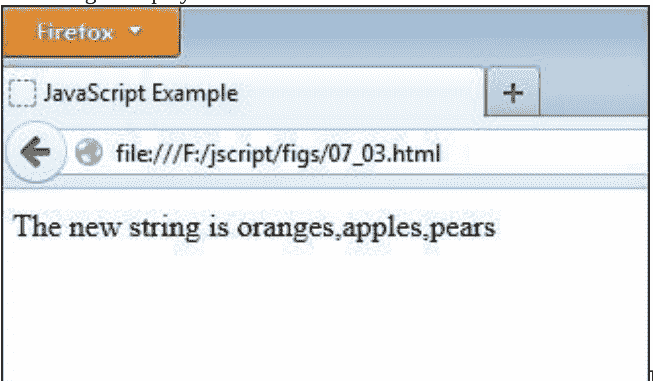 Firefox
JavaScript Example
+
file:///F:/jscript/figs/07_03.html
The new string is oranges,apples,pears